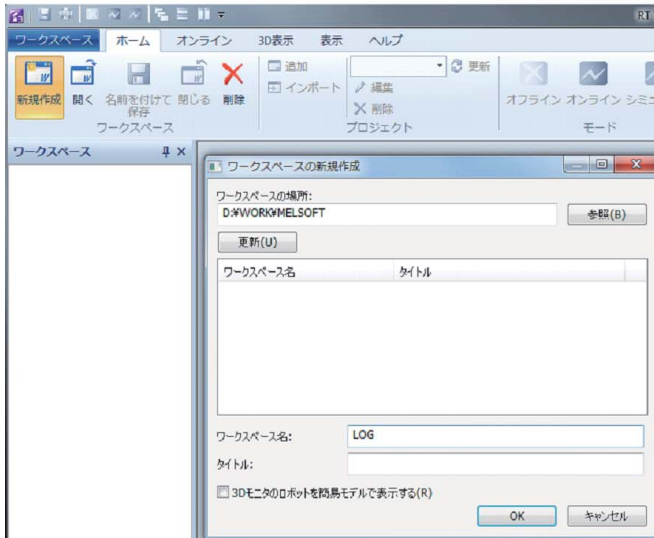 RT
ワークスペース ホーム オンライン 3D表示 表示 ヘルプ
新規作成 開く 名前を付けて保存 閉じる 削除
追加
インポート
更新
編集
削除
オフライン オンライン シミュ
ワークスペース プロジェクト モード
ワークスペース
ワークスペースの新規作成
ワークスペースの場所:
D:¥WORK¥MELSOFT
参照(B)
更新(U)
ワークスペース名 タイトル
ワークスペース名: LOG
タイトル:
3Dモニタのロボットを簡易モデルで表示する(R)
OK キャンセル